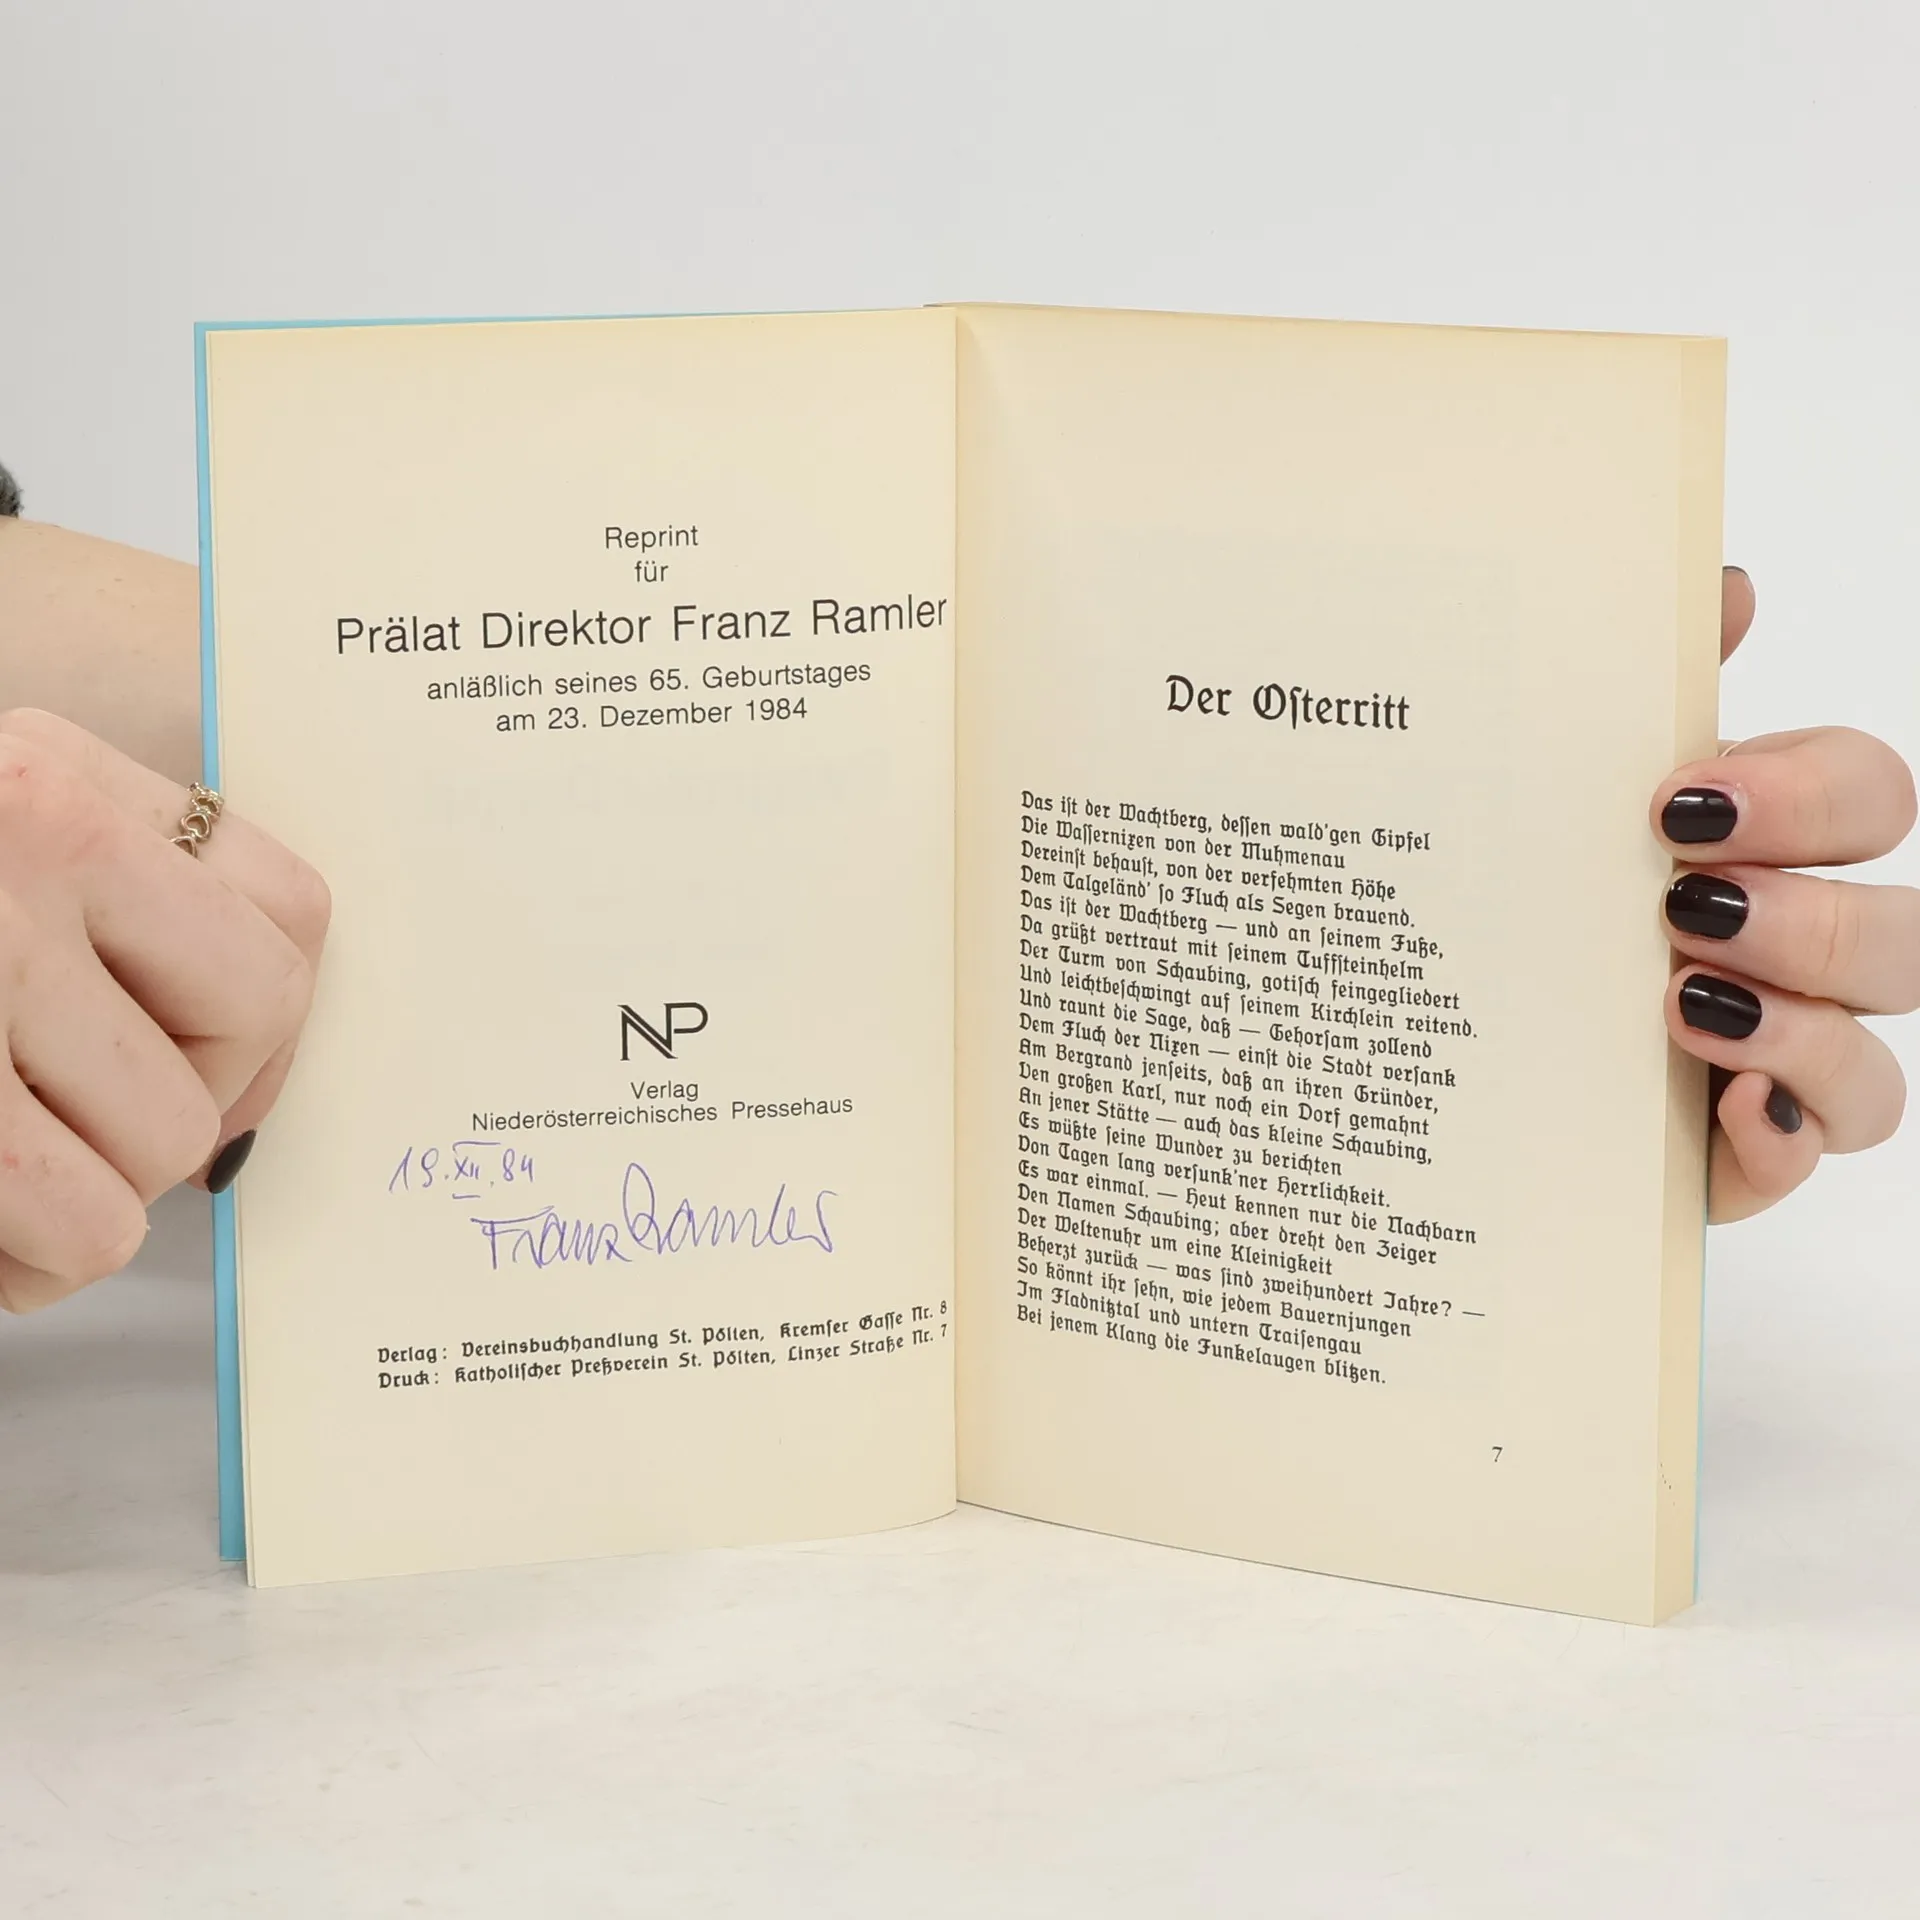 Reprint
für
Prälat Direktor Franz Ramler
anläßlich seines 65. Geburtstages
am 23. Dezember 1984
NP
Verlag
Niederösterreichisches Pressehaus
19.XII.84
Franz Ramler
Verlag: Vereinsbuchhandlung St. Pölten, Kremser Gasse Nr. 8
Druck: Katholischer Preßverein St. Pölten, Linzer Straße Nr. 7
Der Osterritt
Das ist der Wachtberg, dessen wald'gen Gipfel
Die Wassernixen von der Muhmenau
Dereinst behaust, von der verfehmten Höhe
Dem Talgeländ' so Fluch als Segen brauend.
Das ist der Wachtberg — und an seinem Fuße,
Da grüßt vertraut mit seinem Tuffsteinhelm
Der Turm von Schaubing, gotisch feingegliedert
Und leichtbeschwingt auf seinem Kirchlein reitend.
Und raunt die Sage, daß — Gehorsam zollend
Dem Fluch der Nixen — einst die Stadt versank
Am Bergrand jenseits, daß an ihren Gründer,
Den großen Karl, nur noch ein Dorf gemahnt
An jener Stätte — auch das kleine Schaubing,
Es wüßte seine Wunder zu berichten
Von Tagen lang versunk'ner Herrlichkeit.
Es war einmal. — Heut kennen nur die Nachbarn
Den Namen Schaubing; aber dreht den Zeiger
Der Weltenuhr um eine Kleinigkeit
Beherzt zurück — was sind zweihundert Jahre? —
So könnt ihr sehn, wie jedem Bauernjungen
Im Fladnitztal und untern Traisengau
Bei jenem Klang die Funkelaugen blitzen.
7